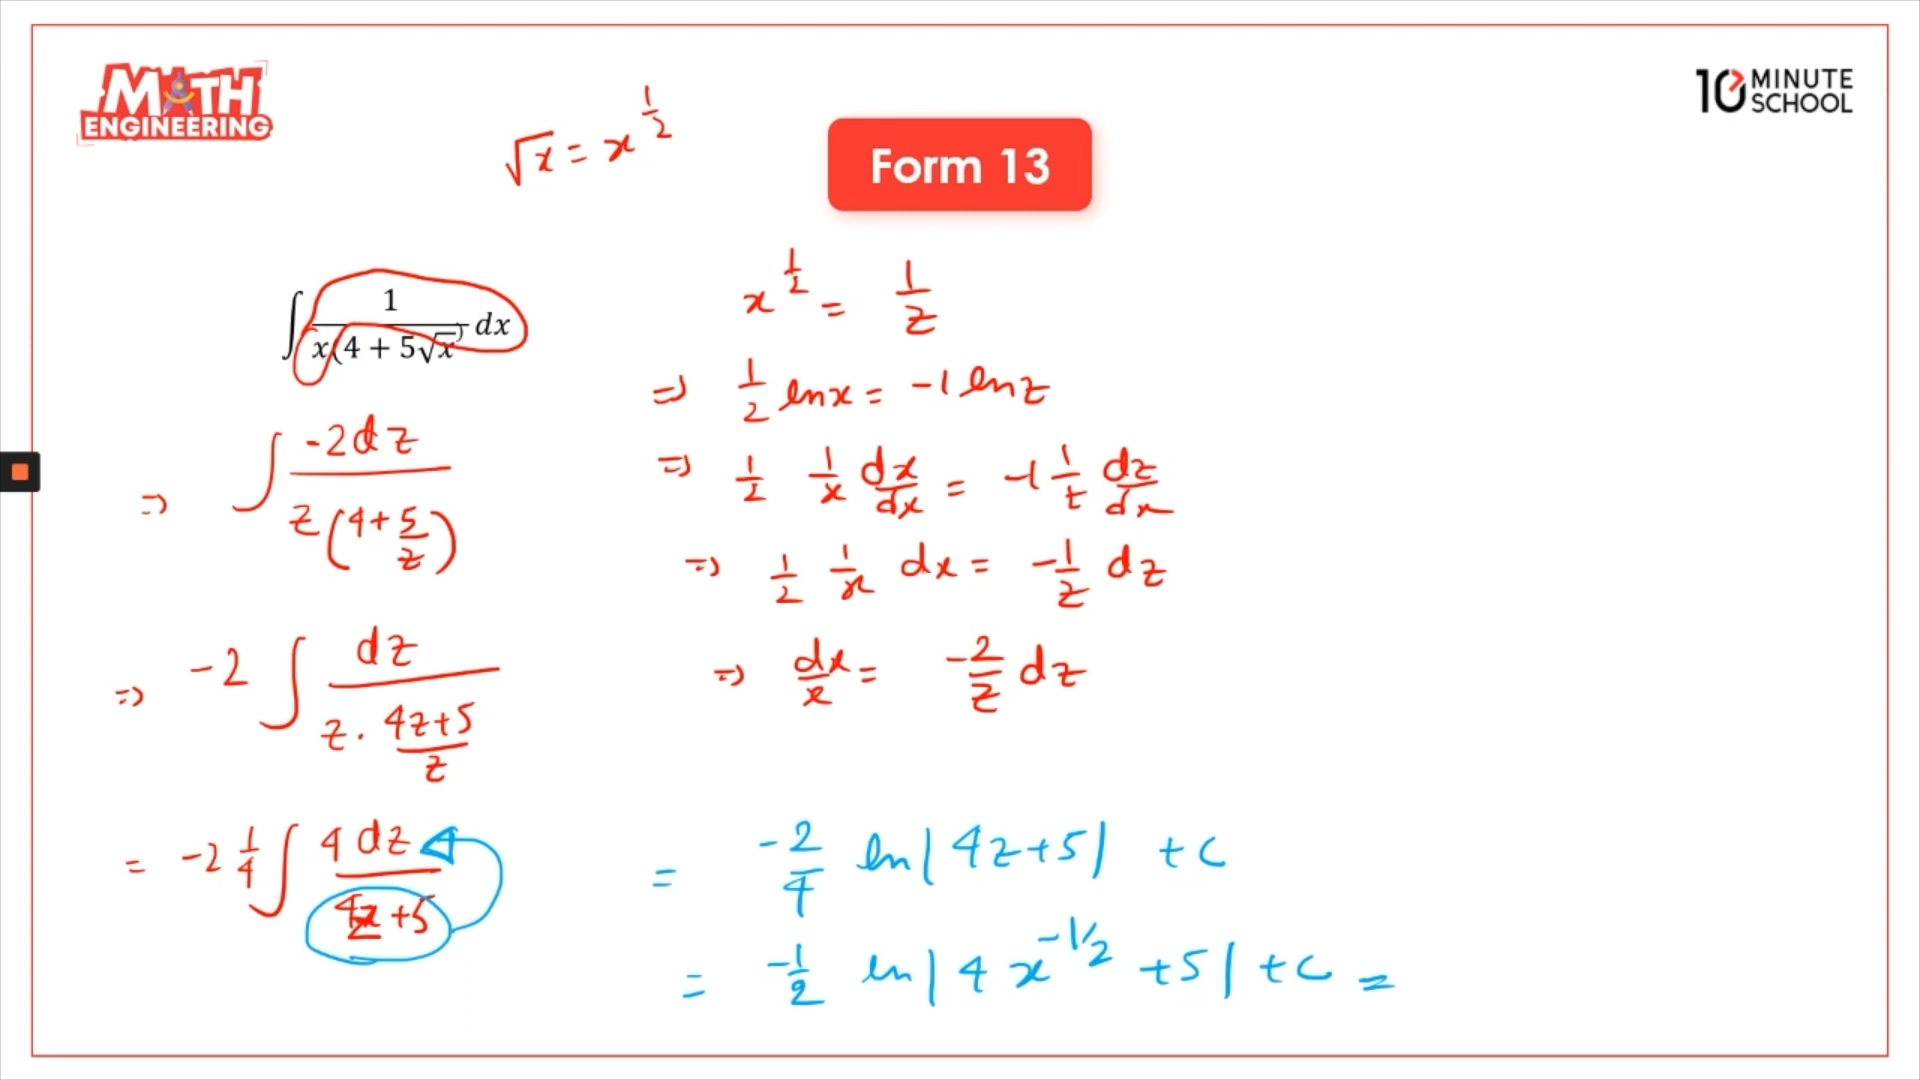 MATH
ENGINEERING
10 MINUTE
SCHOOL
√x = x^(1/2)
Form 13
∫ 1/(x(4 + 5√x)) dx
x^(1/2) = 1/z
⇒ 1/2 ln x = -1 ln z
⇒ 1/2 1/x dx/dx = -1 1/z dz/dx
⇒ 1/2 1/x dx = -1/z dz
⇒ dx/x = -2/z dz
⇒ ∫ -2dz/(z(4 + 5/z))
⇒ -2 ∫ dz/(z · (4z+5)/z)
= -2 1/4 ∫ 4dz/(4z+5)
= -2/4 ln|4z+5| + c
= -1/2 ln|4x^(-1/2) + 5| + c =